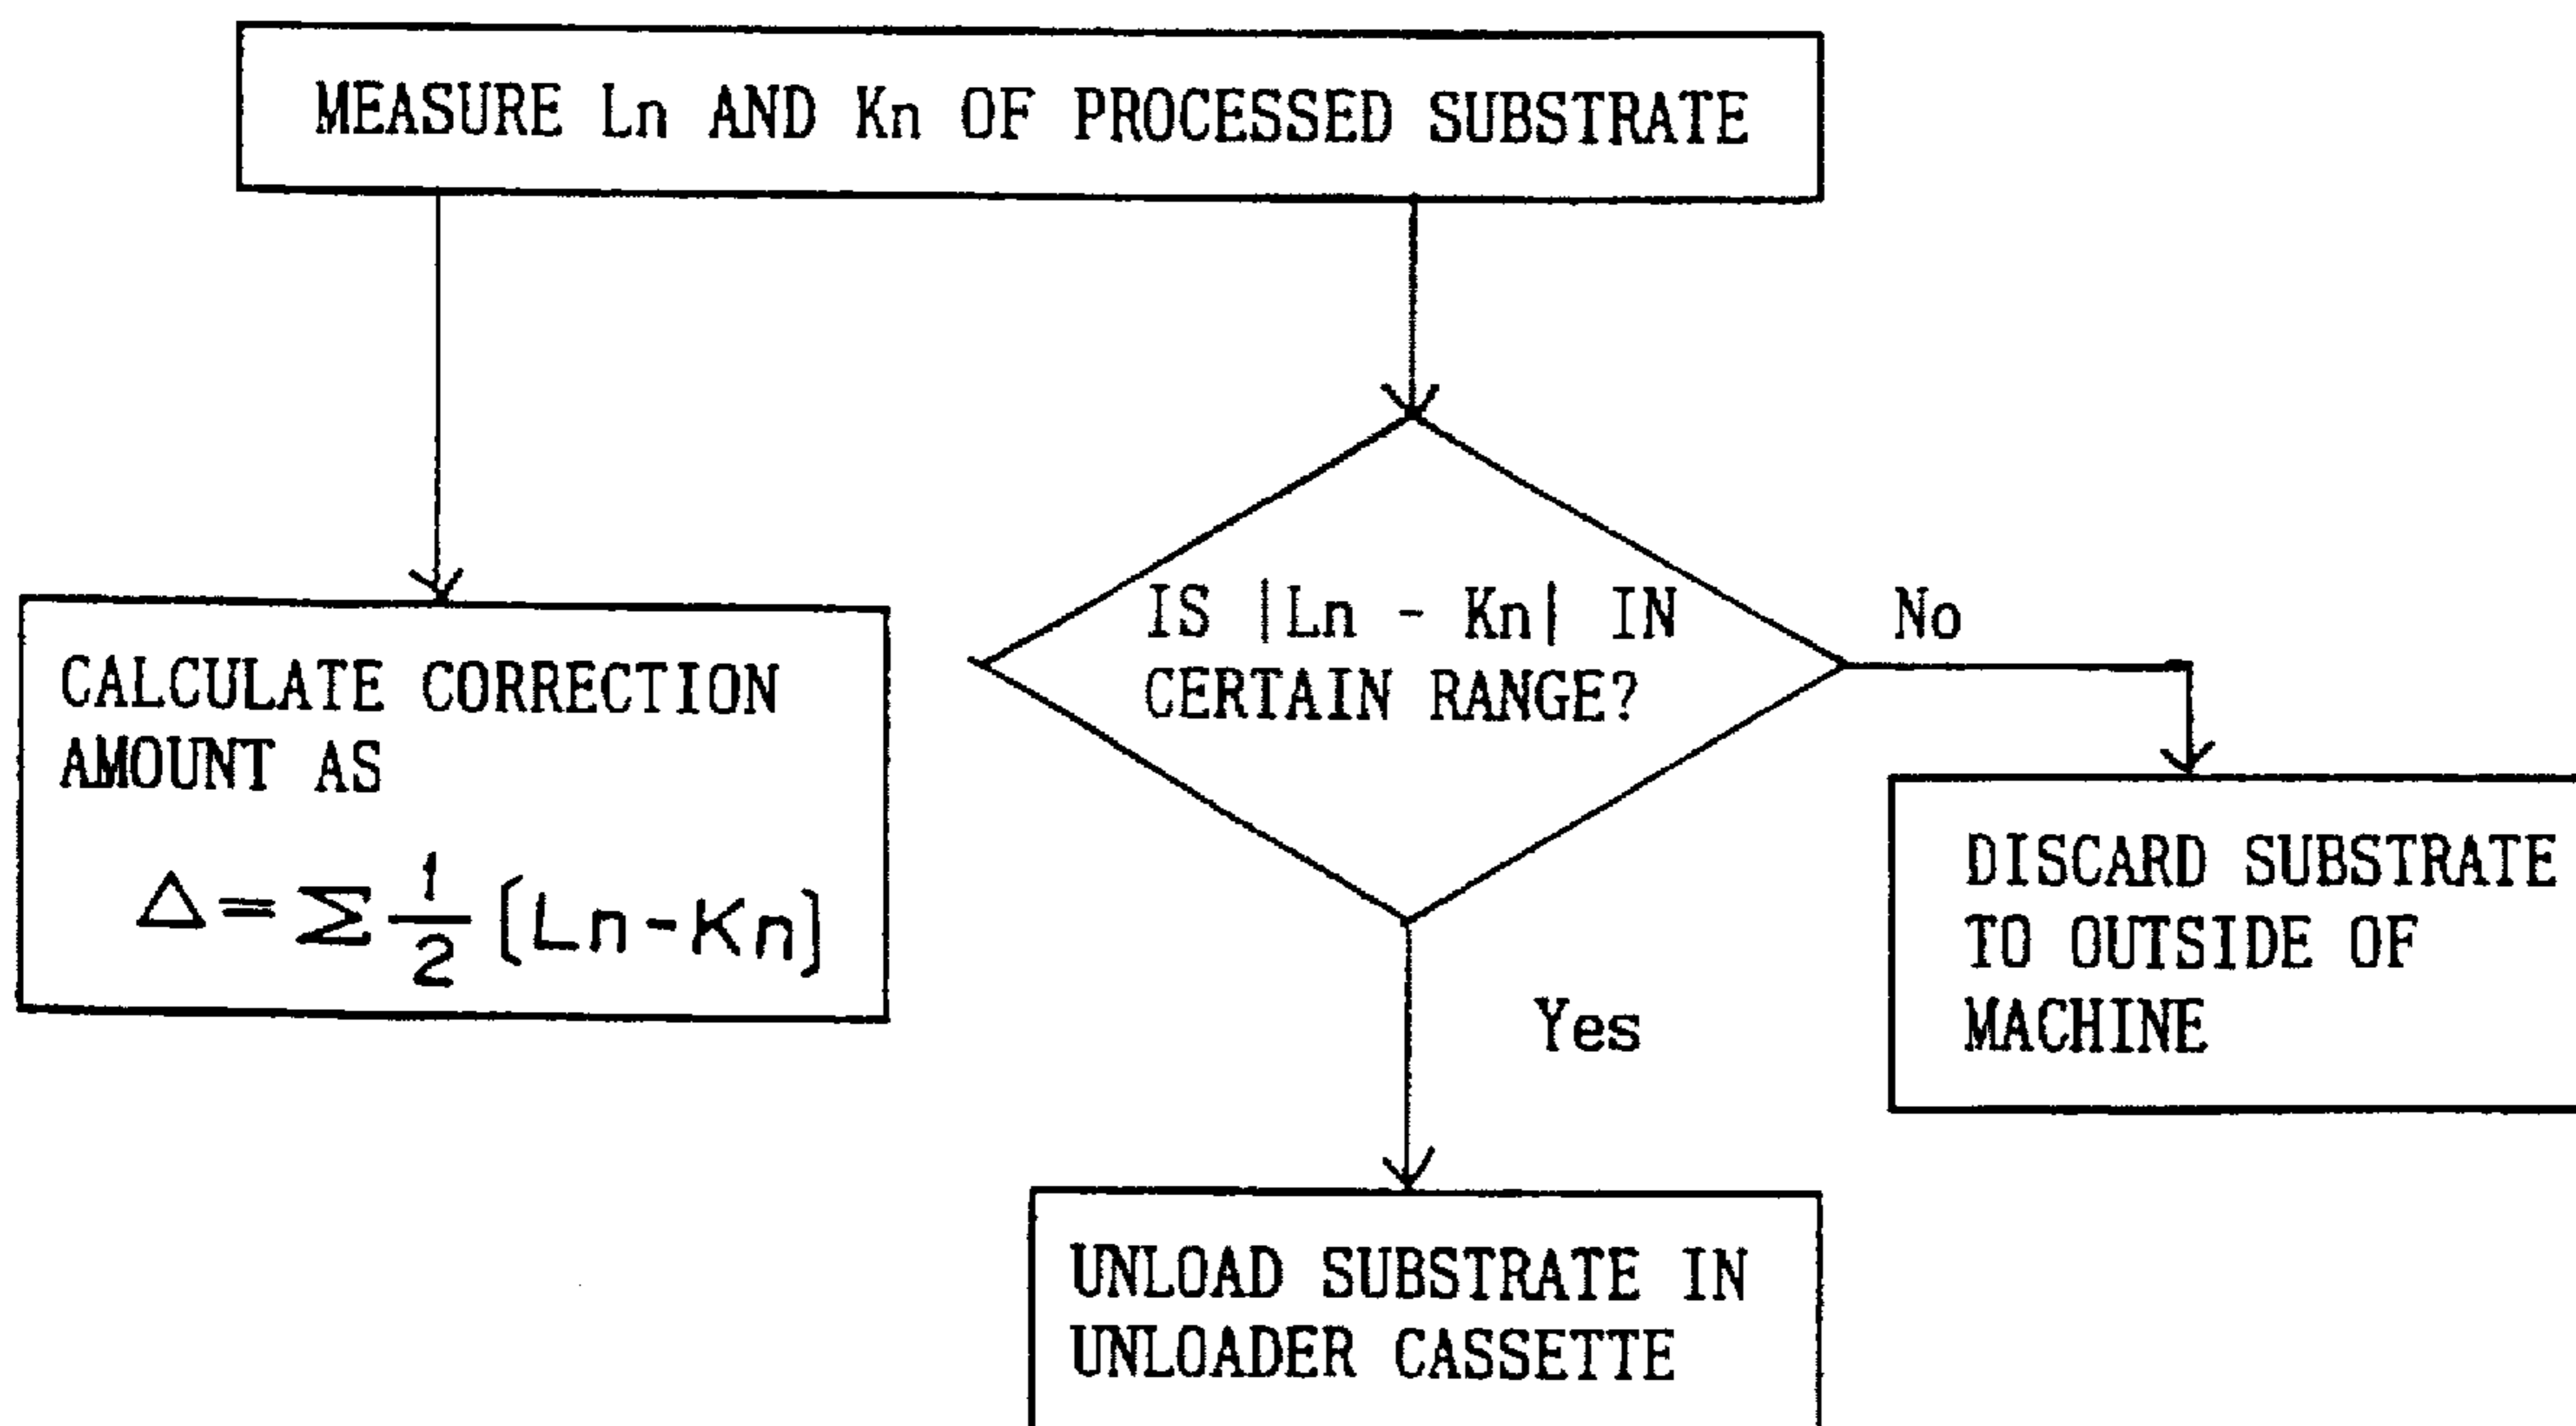 MEASURE Ln AND Kn OF PROCESSED SUBSTRATE
CALCULATE CORRECTION
AMOUNT AS
Δ=Σ 1/2 (Ln-Kn)
IS |Ln - Kn| IN
CERTAIN RANGE?
No
DISCARD SUBSTRATE
TO OUTSIDE OF
MACHINE
Yes
UNLOAD SUBSTRATE IN
UNLOADER CASSETTE